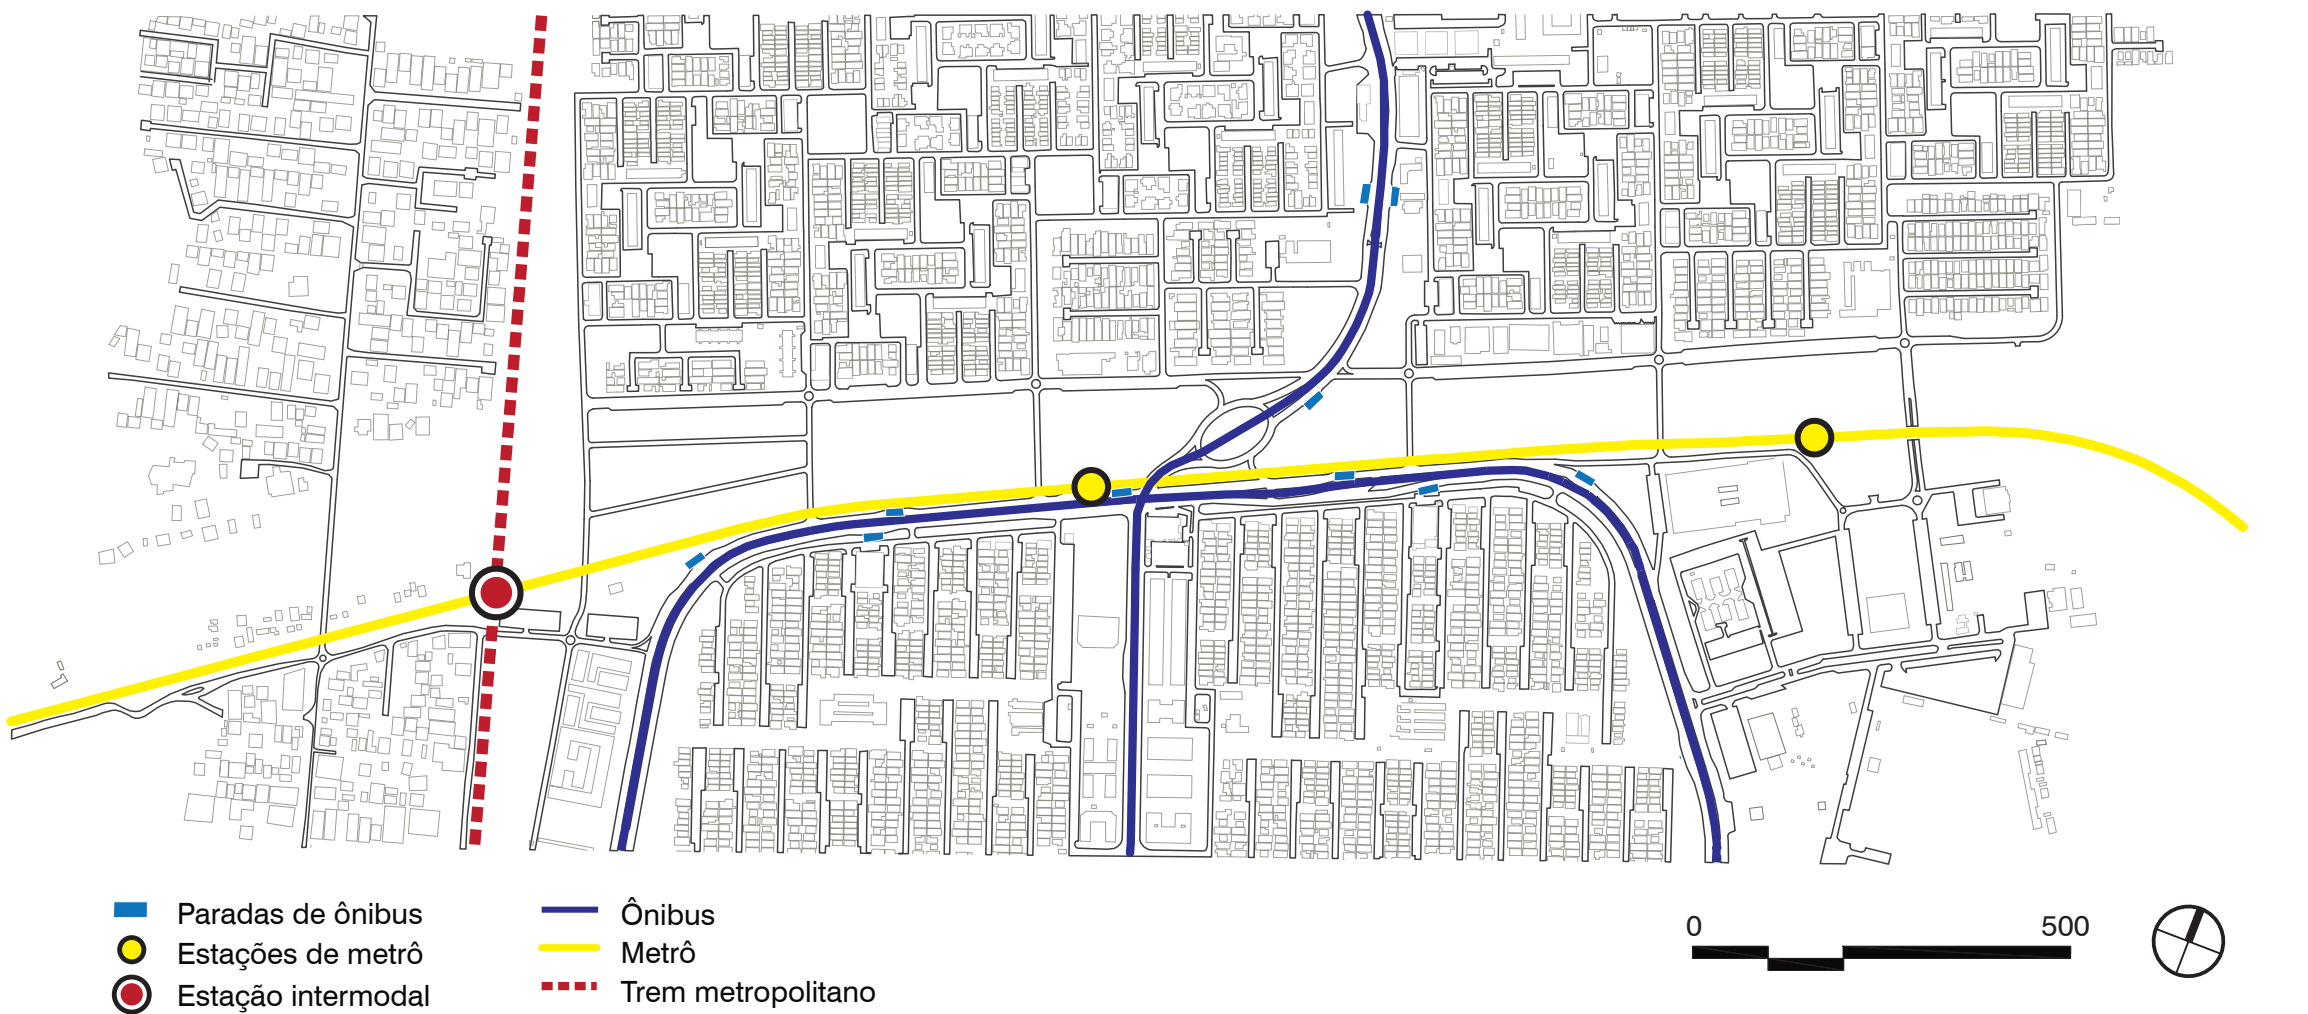 Paradas de ônibus
Estações de metrô
Estação intermodal
Ônibus
Metrô
Trem metropolitano
0 500